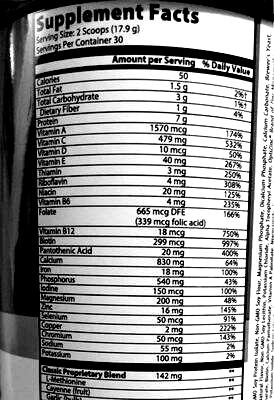 Supplement Facts
Serving Size: 2 Scoops (17.9 g)
Servings Per Container 30
Amount per Serving % Daily Value
Calories 50
Total Fat 1.5 g 2%†
Total Carbohydrate 3 g 1%†
Dietary Fiber 1 g 4%
Protein 7 g
Vitamin A 1570 mcg 174%
Vitamin C 479 mg 532%
Vitamin D 10 mcg 50%
Vitamin E 40 mg 267%
Thiamin 3 mg 250%
Riboflavin 4 mg 308%
Niacin 20 mg 125%
Vitamin B6 4 mg 235%
Folate 665 mcg DFE 166%
(339 mcg folic acid)
Vitamin B12 18 mcg 750%
Biotin 299 mcg 997%
Pantothenic Acid 20 mg 400%
Calcium 830 mg 64%
Iron 18 mg 100%
Phosphorus 540 mg 43%
Iodine 150 mcg 100%
Magnesium 200 mg 48%
Zinc 16 mg 145%
Selenium 50 mcg 91%
Copper 2 mg 222%
Chromium 50 mcg 143%
Sodium 55 mg 2%
Potassium 100 mg 2%
Classic Proprietary Blend 142 mg **
L-Methionine **
Cayenne (fruit) **